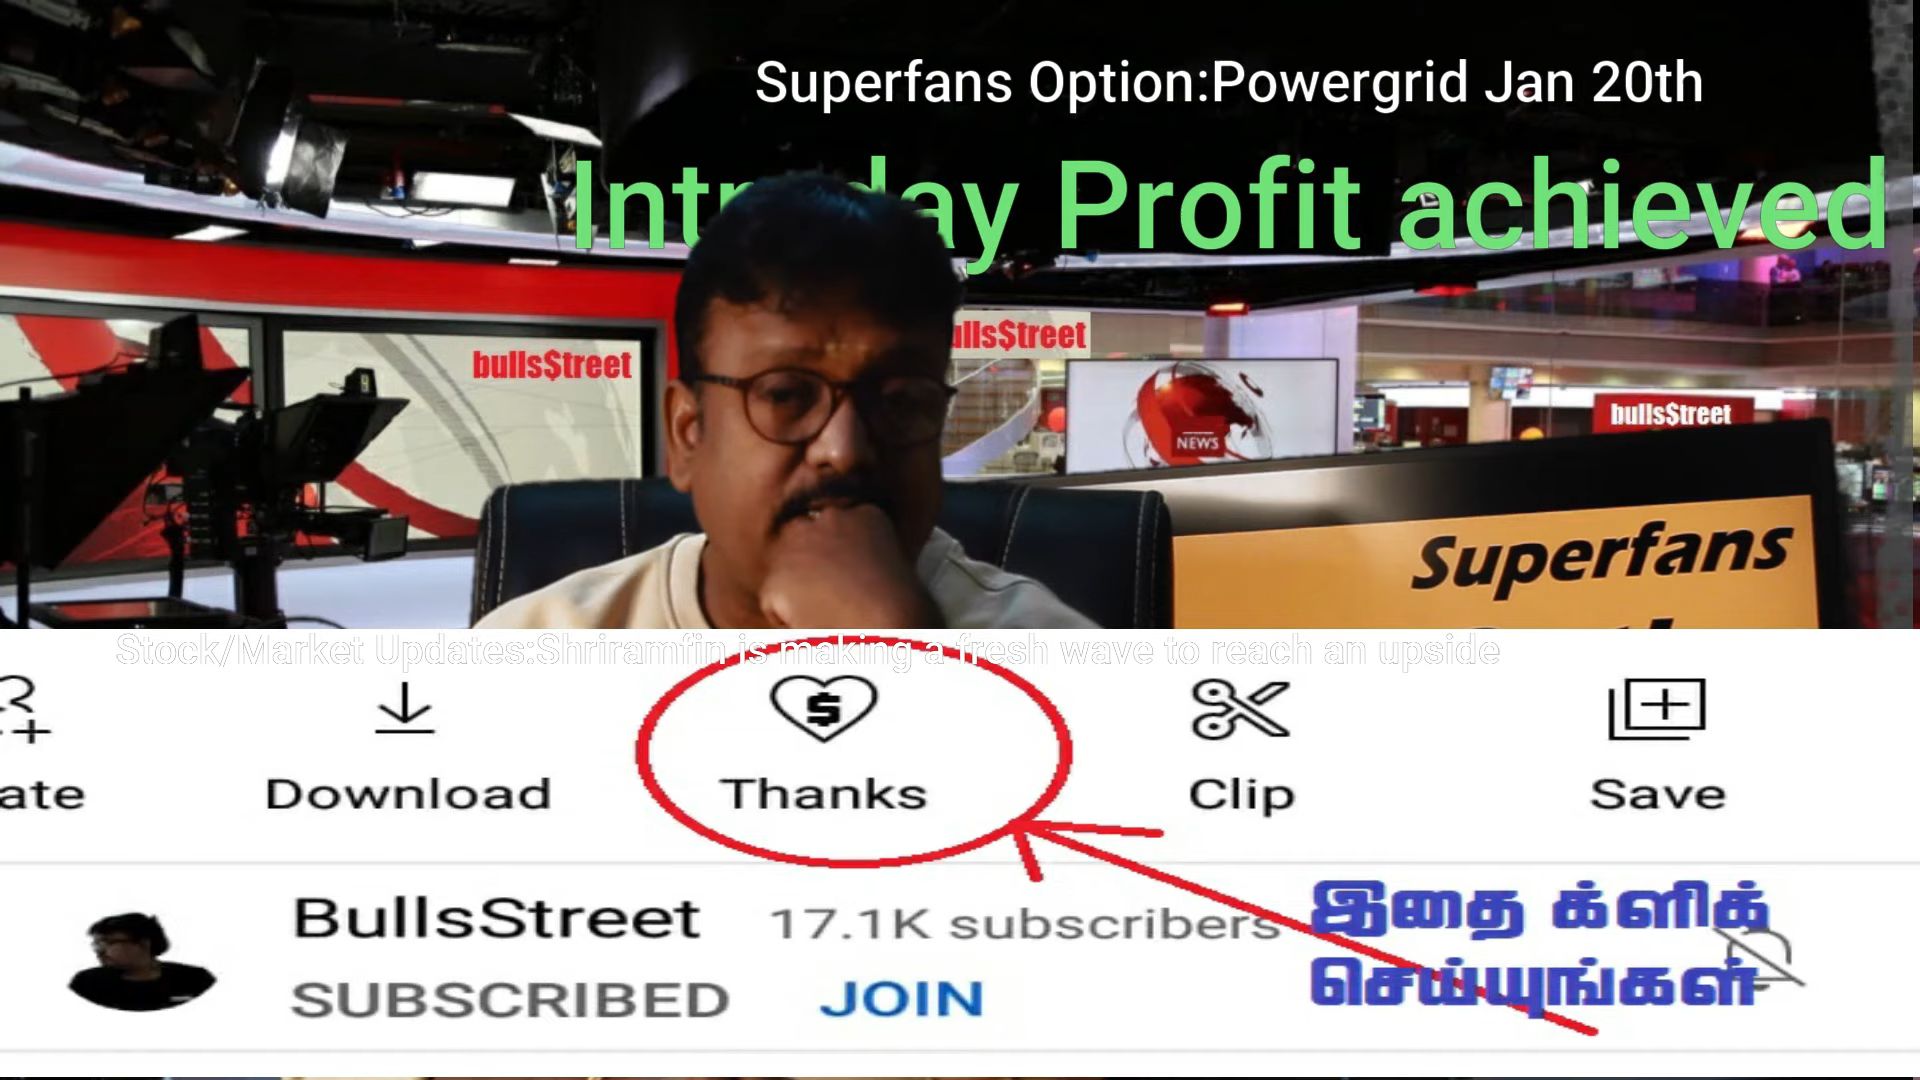 Superfans Option:Powergrid Jan 20th
Profit achieved
bulls$treet
ulls$treet
bulls$treet
NEWS
Superfans
Stock/Market Updates:Shriramfin is making a fresh wave to reach an upside
ate
Download
Thanks
$
Clip
Save
BullsStreet 17.1K subscribers
SUBSCRIBED JOIN
இதை க்ளிக்
செய்யுங்கள்